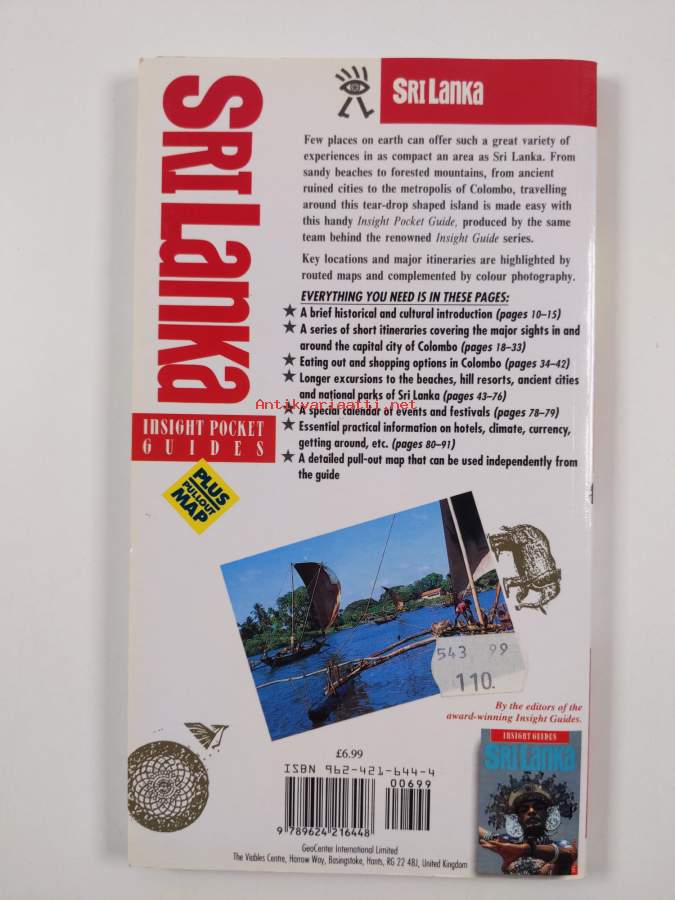 SRI Lanka
INSIGHT POCKET
GUIDES
PLUS
PULLOUT
MAP
SRI Lanka
Few places on earth can offer such a great variety of
experiences in as compact an area as Sri Lanka. From
sandy beaches to forested mountains, from ancient
ruined cities to the metropolis of Colombo, travelling
around this tear-drop shaped island is made easy with
this handy Insight Pocket Guide, produced by the same
team behind the renowned Insight Guide series.
Key locations and major itineraries are highlighted by
routed maps and complemented by colour photography.
EVERYTHING YOU NEED IS IN THESE PAGES:
★ A brief historical and cultural introduction (pages 10–15)
★ A series of short itineraries covering the major sights in and
around the capital city of Colombo (pages 18–33)
★ Eating out and shopping options in Colombo (pages 34–42)
★ Longer excursions to the beaches, hill resorts, ancient cities
and national parks of Sri Lanka (pages 43–76)
Antikvariaatti.net
★ A special calendar of events and festivals (pages 78–79)
★ Essential practical information on hotels, climate, currency,
getting around, etc. (pages 80–91)
★ A detailed pull-out map that can be used independently from
the guide
543 99
110.
By the editors of the
award-winning Insight Guides.
INSIGHT GUIDES
SRI Lanka
£6.99
ISBN 962-421-644-4
00699
9 789624 216448
GeoCenter International Limited
The Viables Centre, Harrow Way, Basingstoke, Hants, RG 22 4BJ, United Kingdom